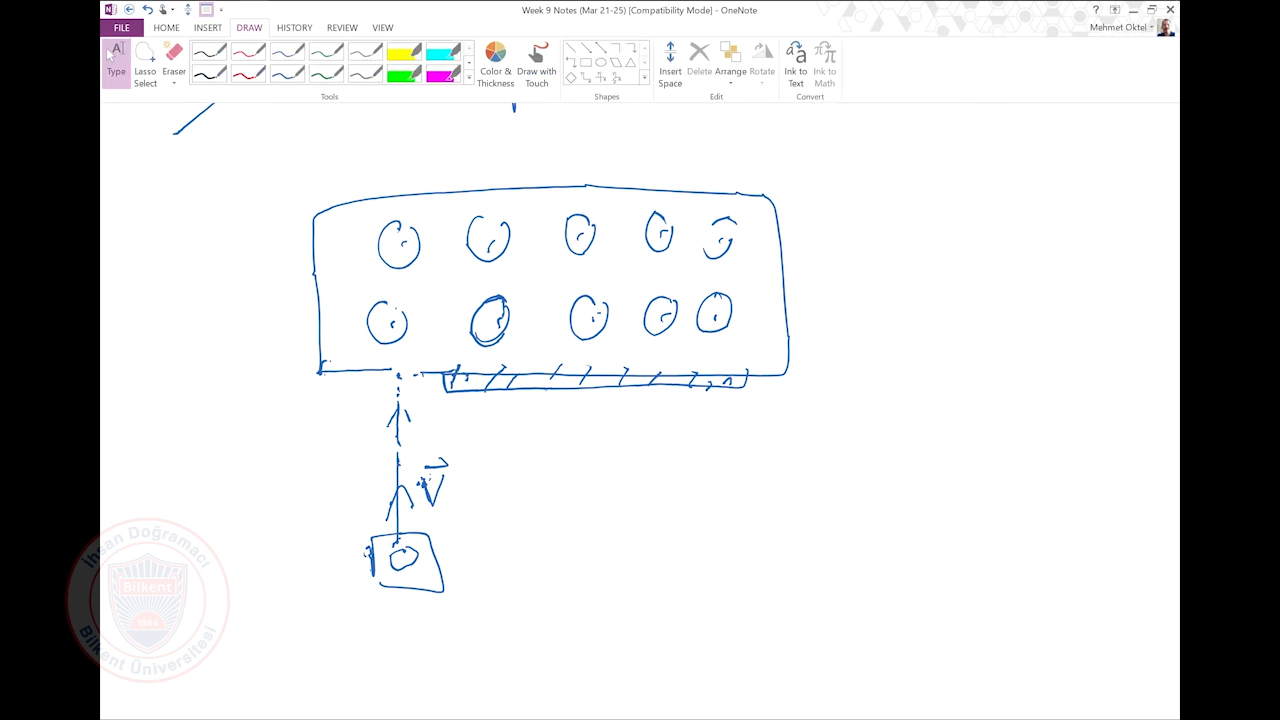 Week 9 Notes (Mar 21-25) [Compatibility Mode] - OneNote
FILE HOME INSERT DRAW HISTORY REVIEW VIEW
Mehmet Oktel
Type
Lasso Select
Eraser
Color & Thickness
Draw with Touch
Insert Space
Delete
Arrange
Rotate
Ink to Text
Ink to Math
Tools
Shapes
Edit
Convert
V
İhsan Doğramacı
Bilkent
1984
Bilkent Üniversitesi